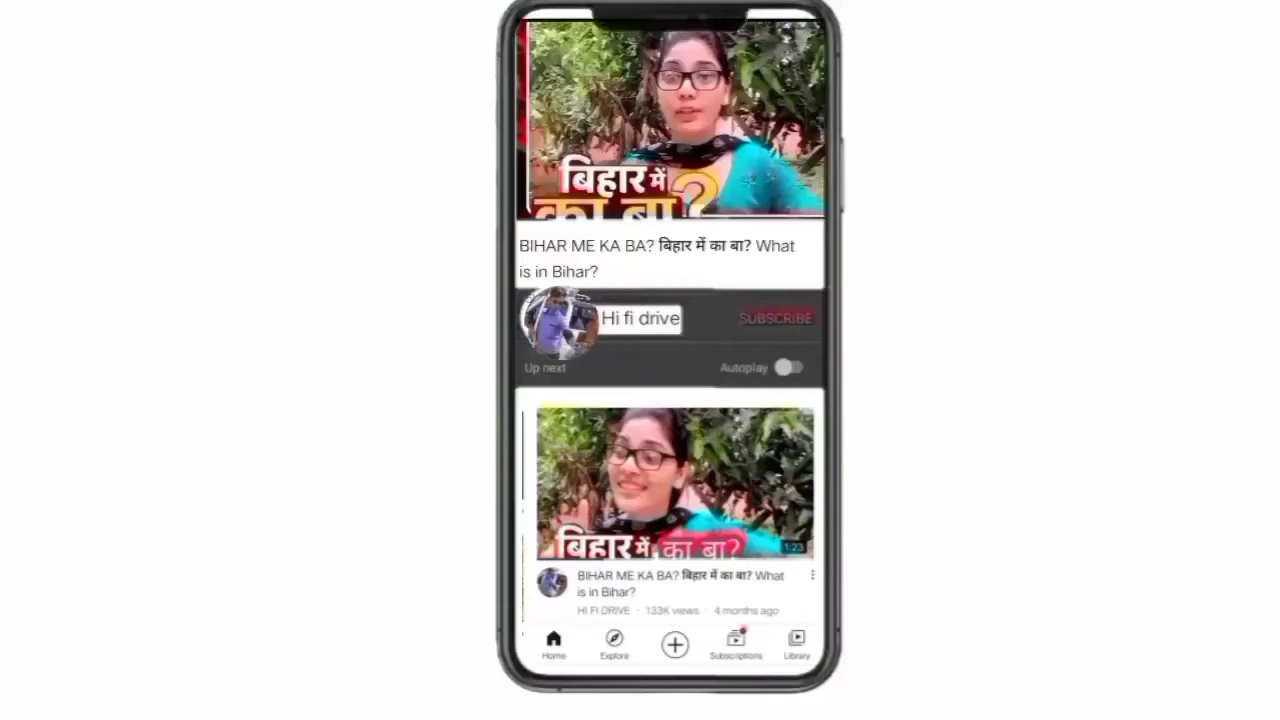 बिहार में
का बा?
BIHAR ME KA BA? बिहार में का बा? What
is in Bihar?
Hi fi drive
SUBSCRIBE
Up next
Autoplay
बिहार में का बा?
1:23
BIHAR ME KA BA? बिहार में का बा? What
is in Bihar?
HI FI DRIVE · 133K views · 4 months ago
Home
Explore
Subscriptions
Library